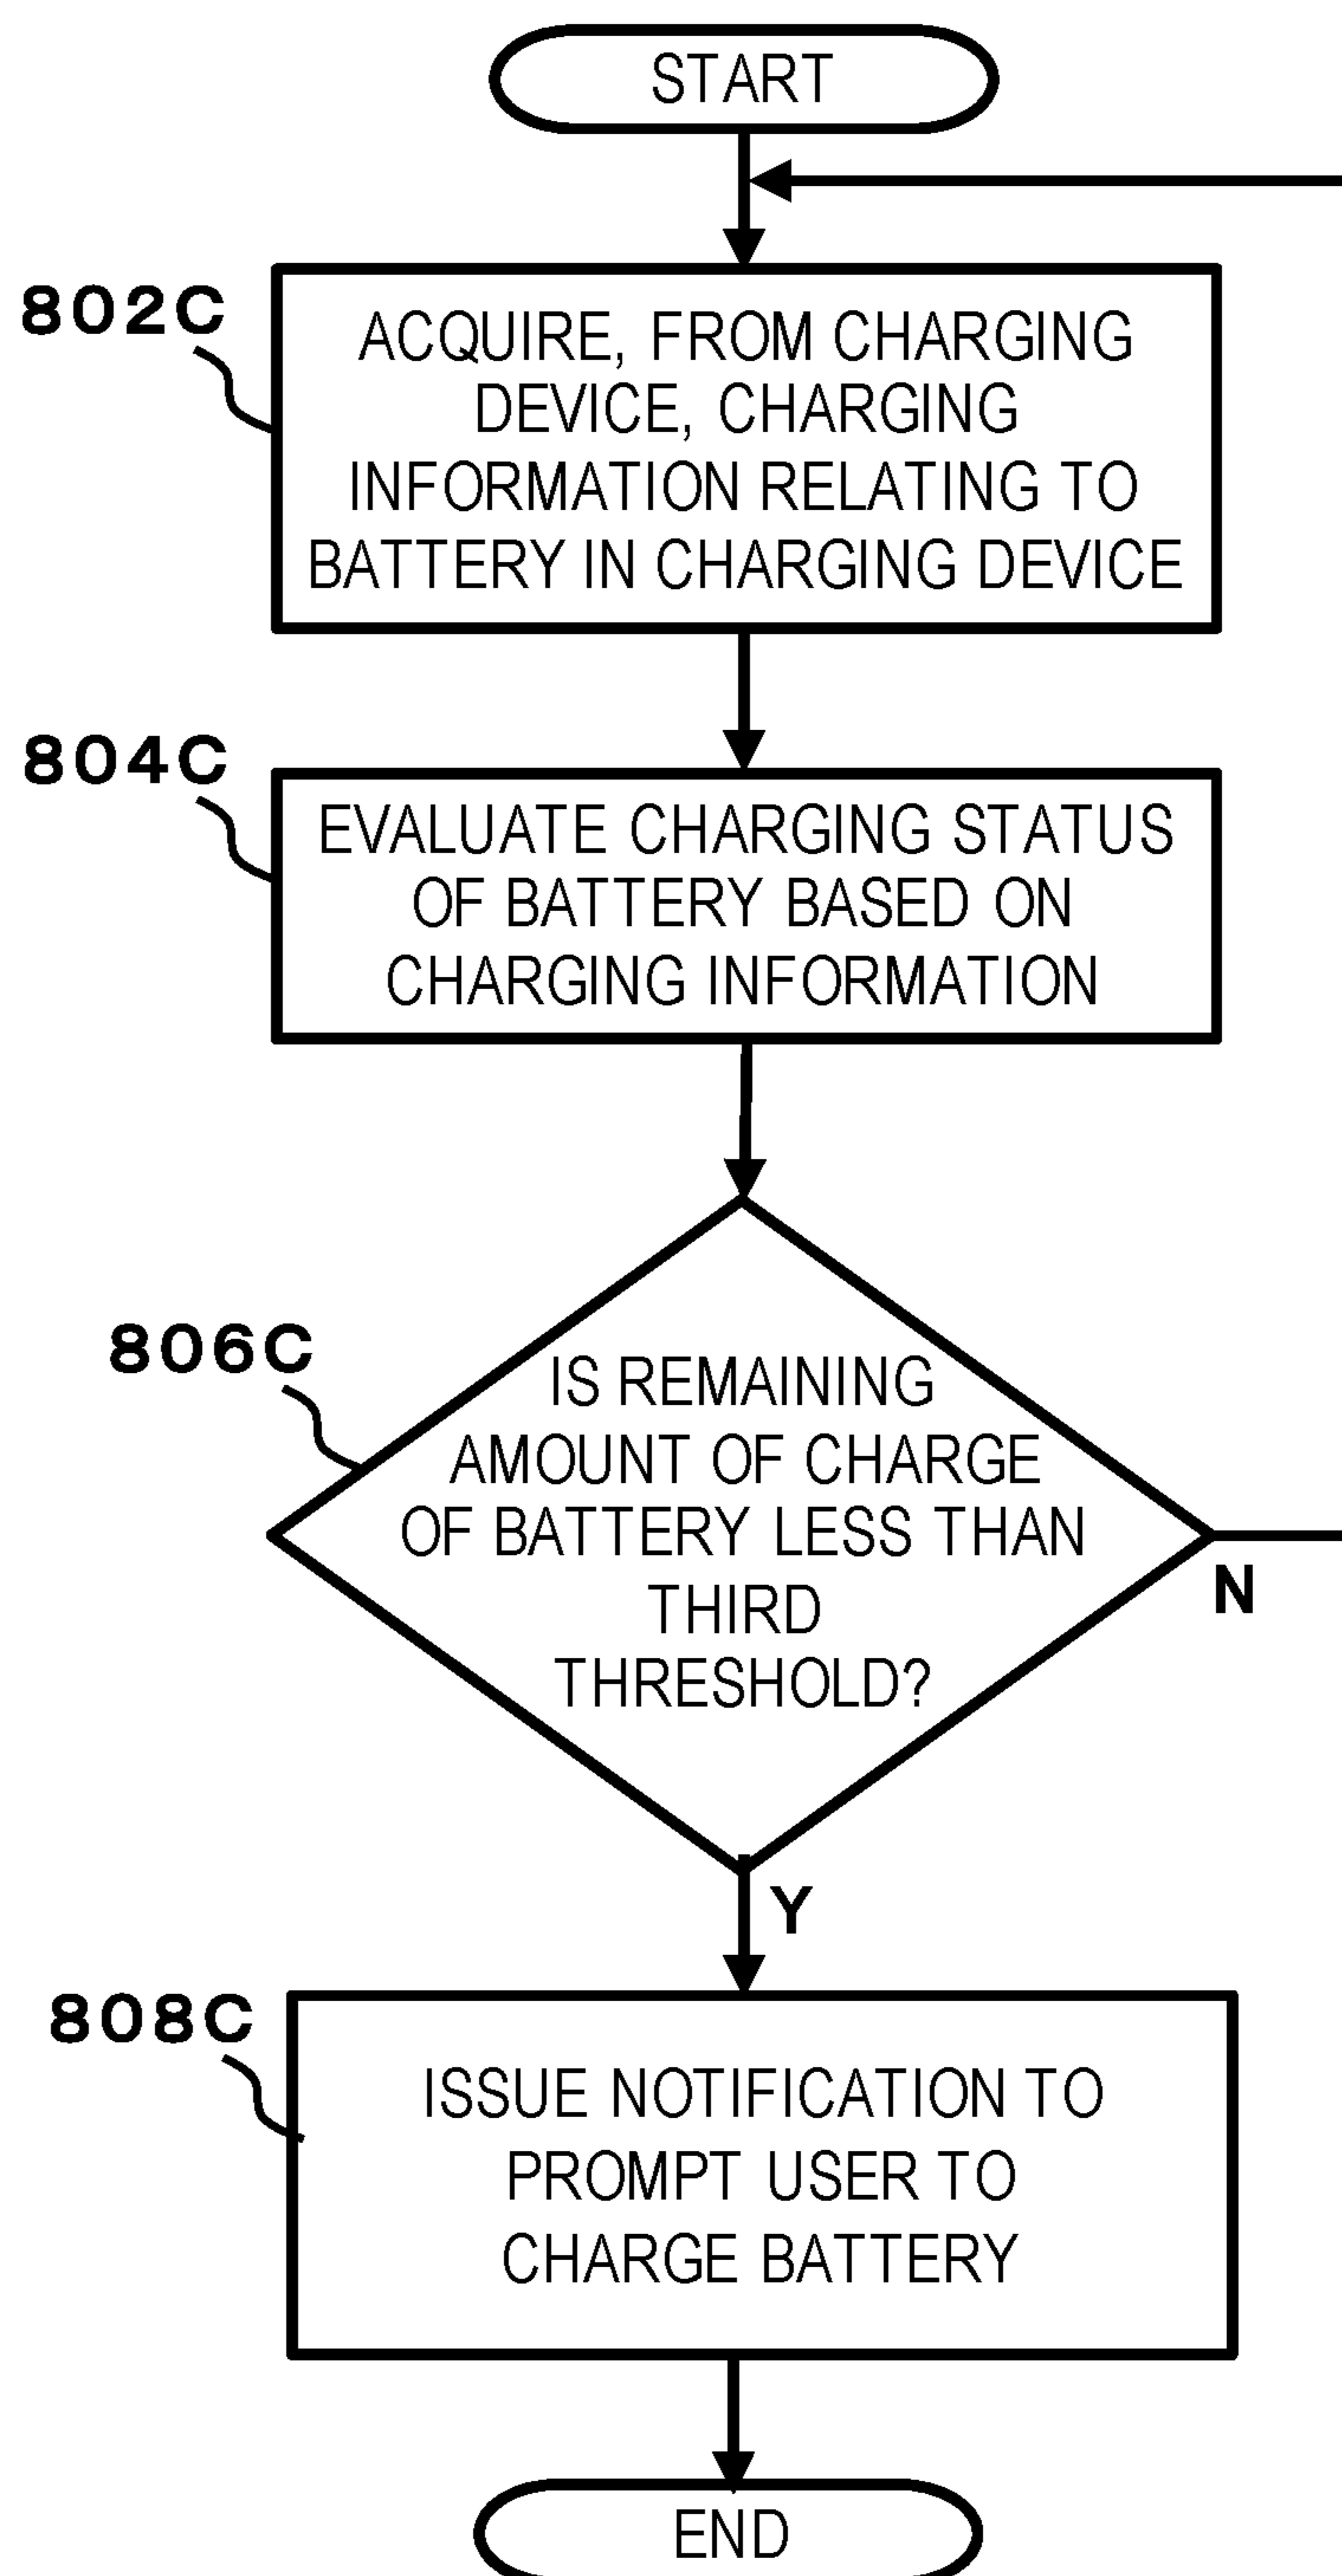 START
802C
ACQUIRE, FROM CHARGING
DEVICE, CHARGING
INFORMATION RELATING TO
BATTERY IN CHARGING DEVICE
804C
EVALUATE CHARGING STATUS
OF BATTERY BASED ON
CHARGING INFORMATION
806C
IS REMAINING
AMOUNT OF CHARGE
OF BATTERY LESS THAN
THIRD
THRESHOLD?
N
Y
808C
ISSUE NOTIFICATION TO
PROMPT USER TO
CHARGE BATTERY
END